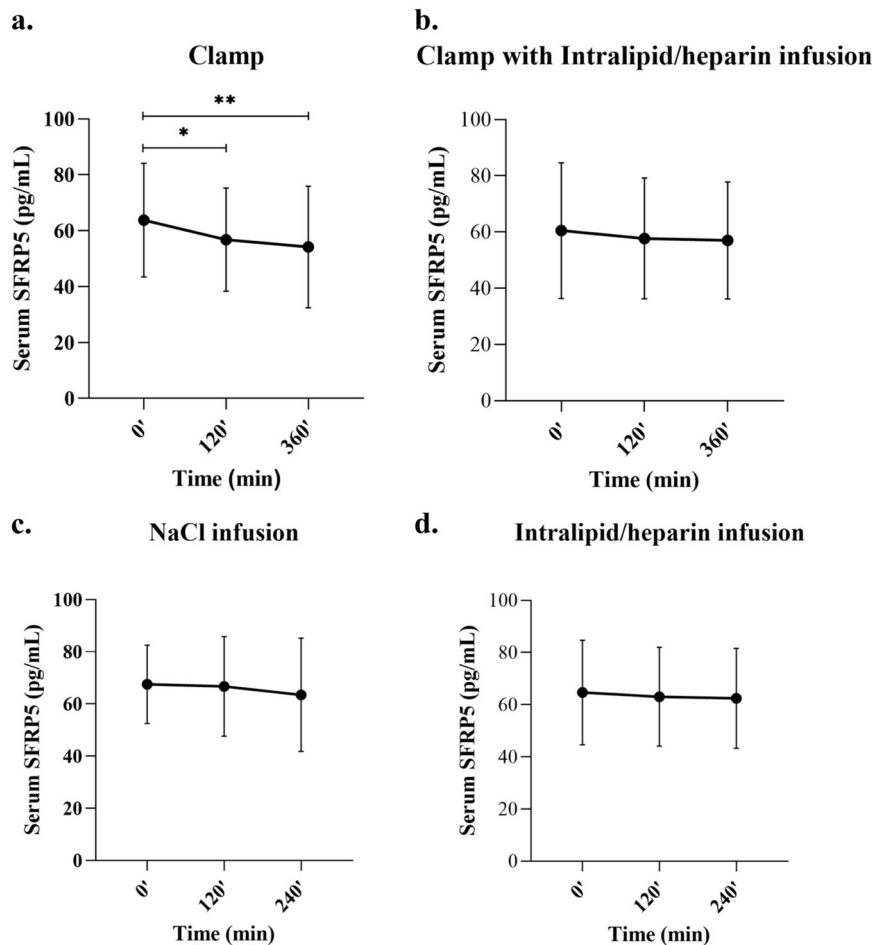 a.
Clamp
Serum SFRP5 (pg/mL)
100
80
60
40
20
0
**
*
0'
120'
360'
Time (min)
b.
Clamp with Intralipid/heparin infusion
Serum SFRP5 (pg/mL)
100
80
60
40
20
0
0'
120'
360'
Time (min)
c.
NaCl infusion
Serum SFRP5 (pg/mL)
100
80
60
40
20
0
0'
120'
240'
Time (min)
d.
Intralipid/heparin infusion
Serum SFRP5 (pg/mL)
100
80
60
40
20
0
0'
120'
240'
Time (min)